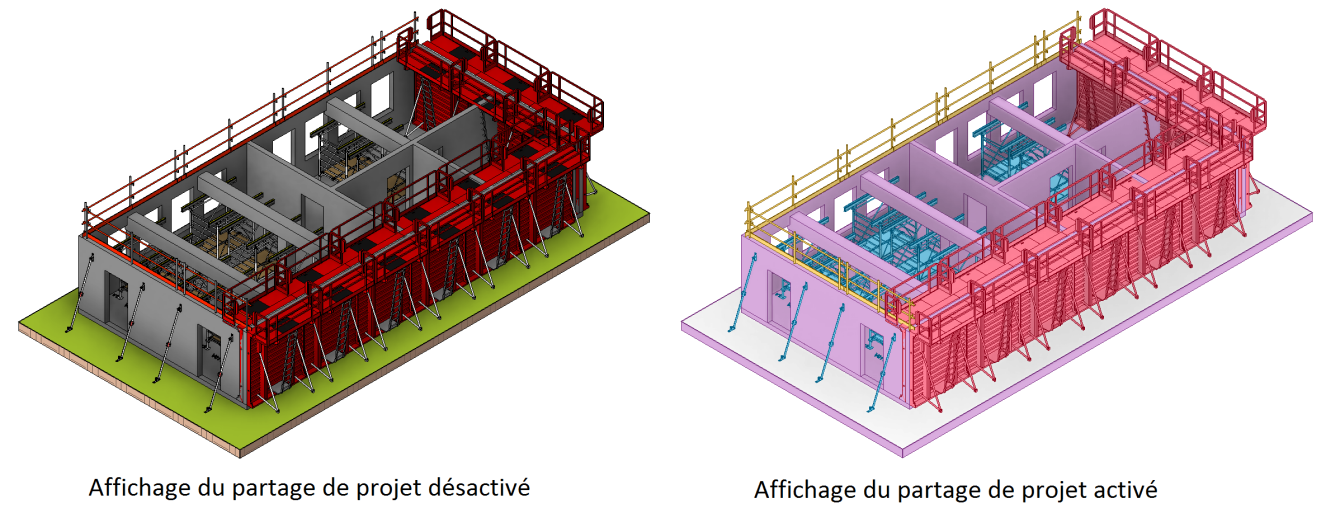 Affichage du partage de projet désactivé
Affichage du partage de projet activé